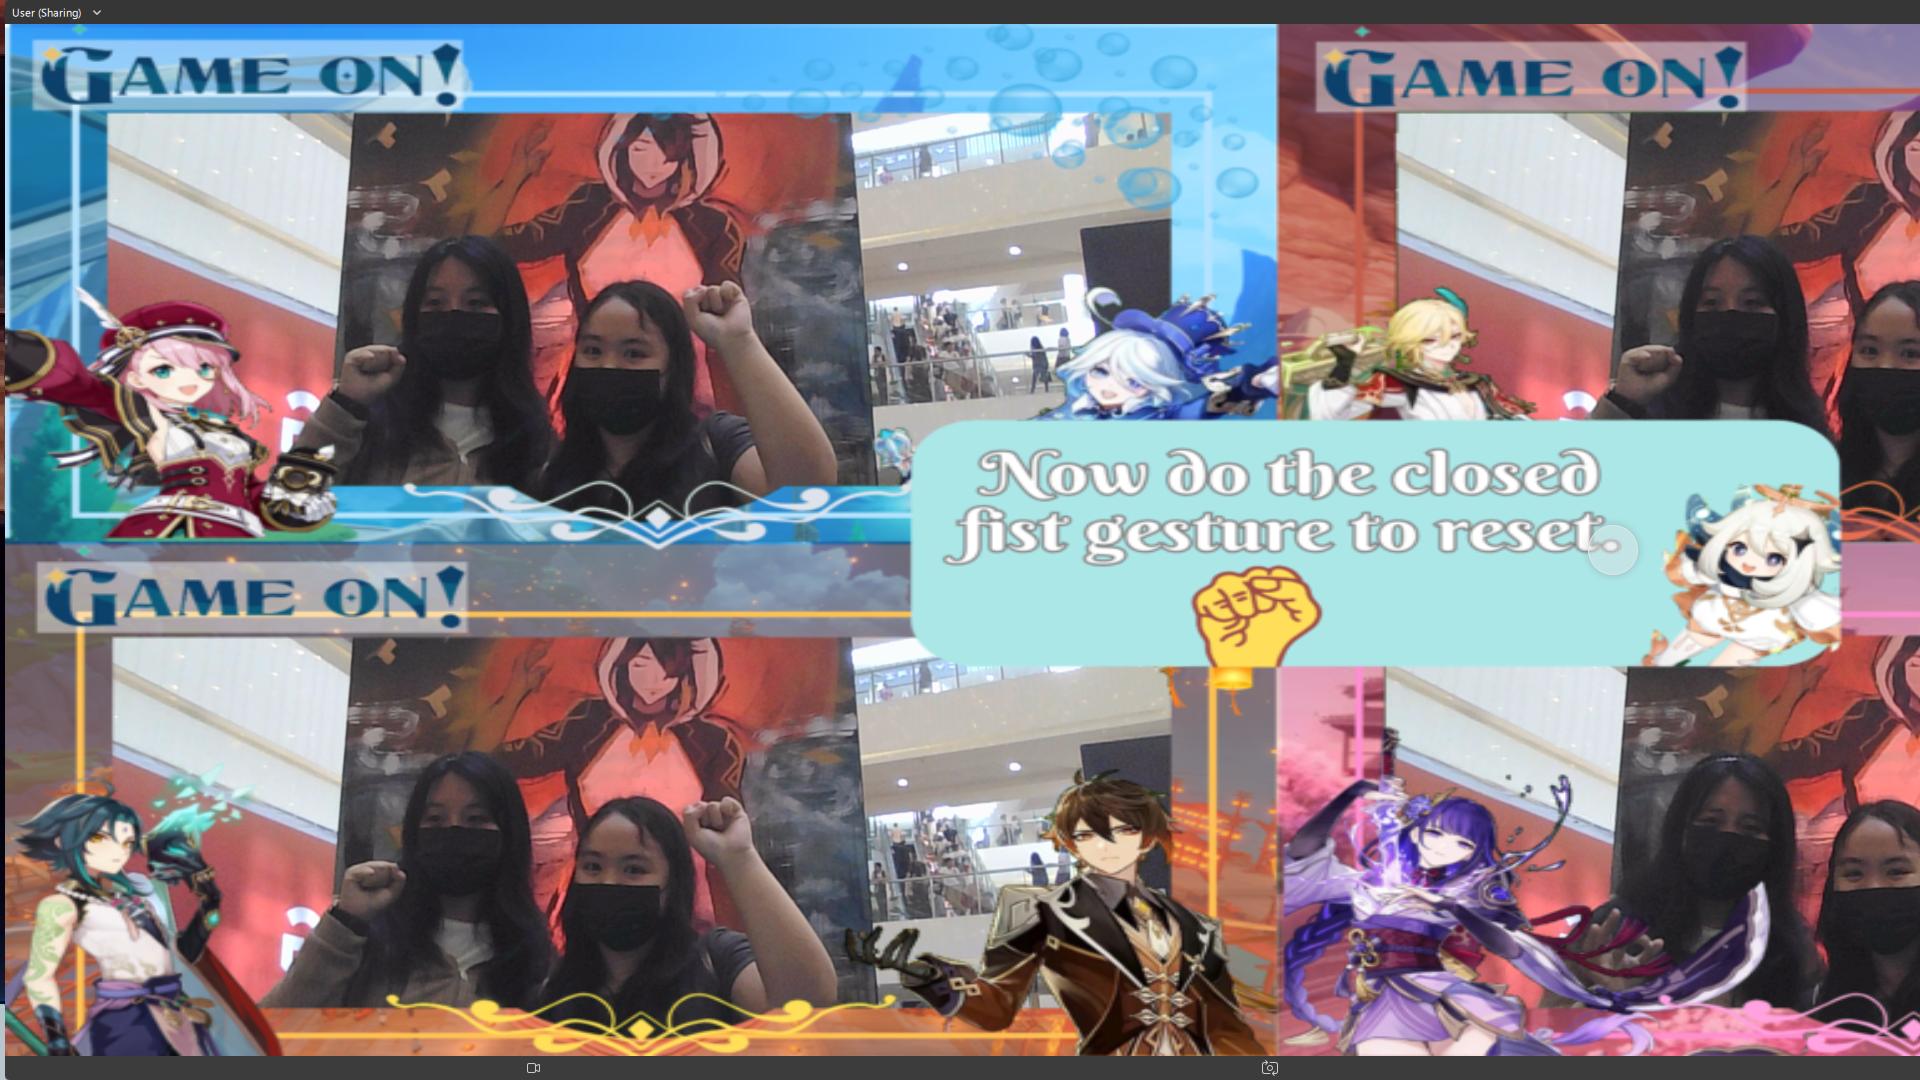 User (Sharing)
GAME ON!
GAME ON!
Now do the closed
fist gesture to reset
GAME ON!